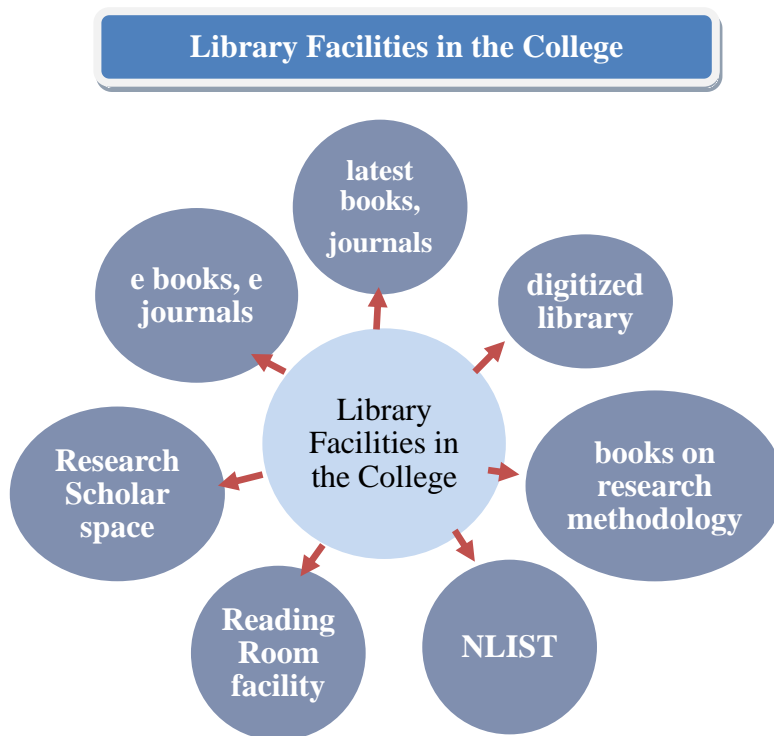 Library Facilities in the College
latest
books,
journals
e books, e
journals
digitized
library
Library
Facilities in
the College
Research
Scholar
space
books on
research
methodology
Reading
Room
facility
NLIST